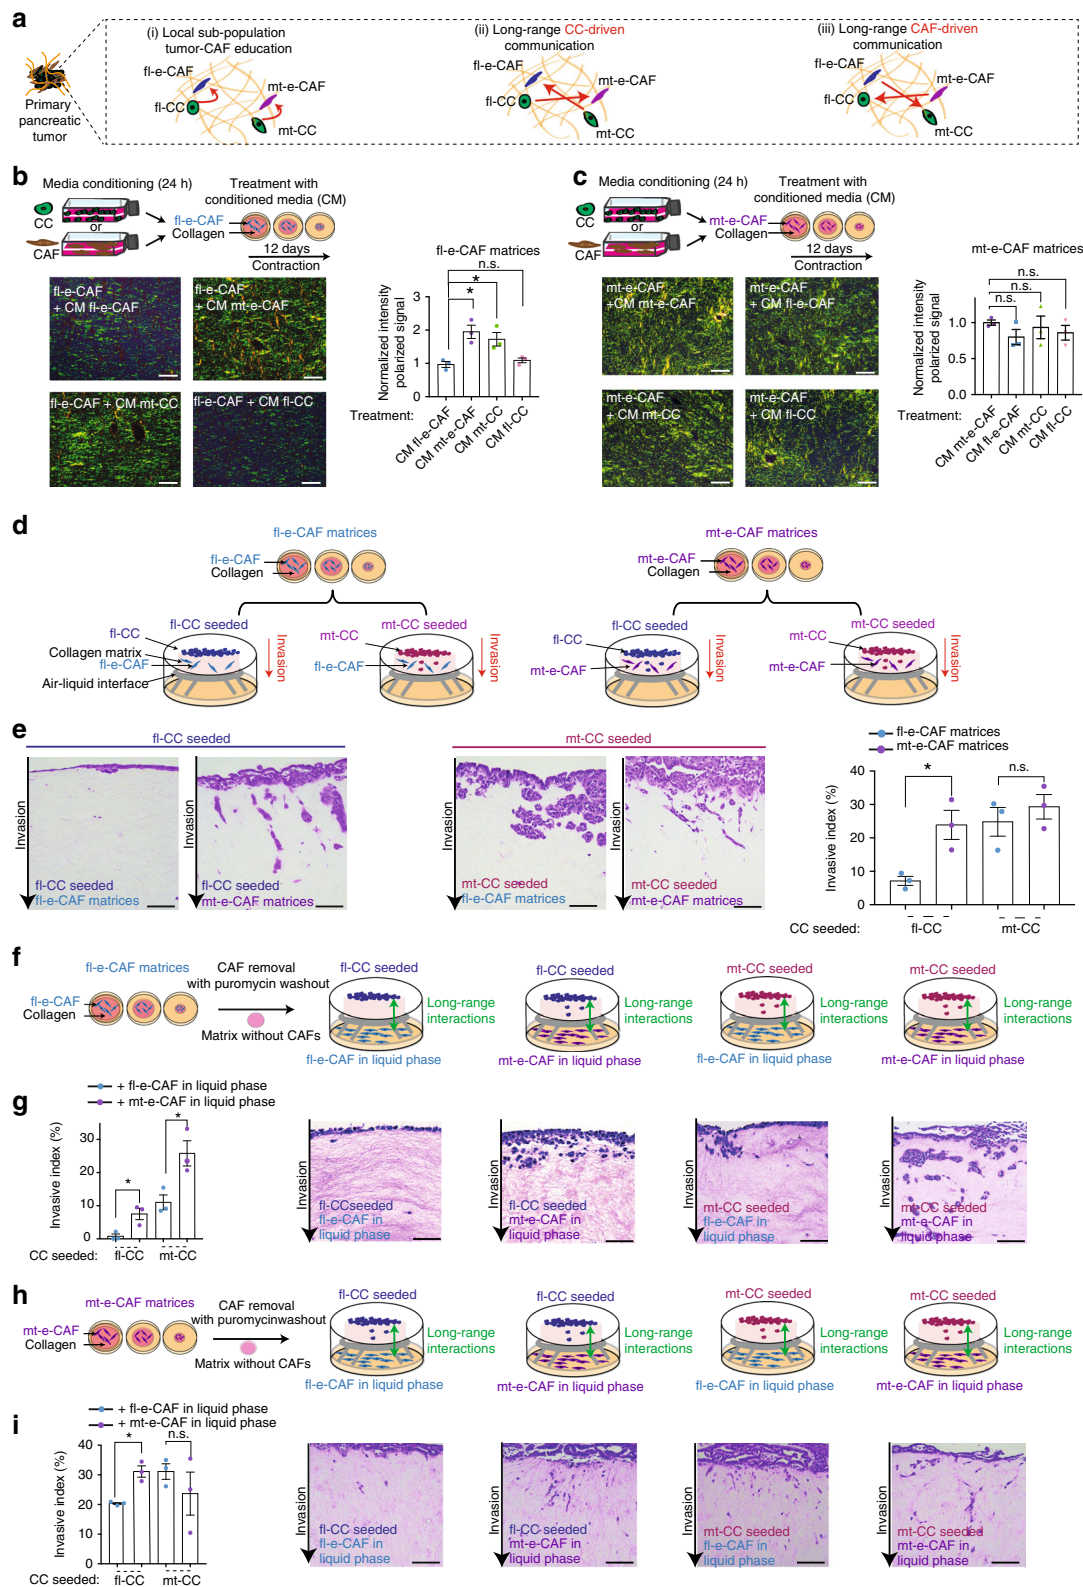 a
(i) Local sub-population
tumor-CAF education
(ii) Long-range CC-driven
communication
(iii) Long-range CAF-driven
communication
Primary
pancreatic
tumor
fl-e-CAF
fl-CC
mt-e-CAF
mt-CC
fl-e-CAF
fl-CC
mt-e-CAF
mt-CC
fl-e-CAF
fl-CC
mt-e-CAF
mt-CC
b
Media conditioning (24 h)
Treatment with
conditioned media (CM)
CC
or
CAF
fl-e-CAF
Collagen
12 days
Contraction
fl-e-CAF
+ CM fl-e-CAF
fl-e-CAF
+ CM mt-e-CAF
fl-e-CAF + CM mt-CC
fl-e-CAF + CM fl-CC
fl-e-CAF matrices
n.s.
*
*
Normalized intensity
polarized signal
3
2
1
0
Treatment:
CM fl-e-CAF
CM mt-e-CAF
CM mt-CC
CM fl-CC
c
Media conditioning (24 h)
Treatment with
conditioned media (CM)
CC
or
CAF
mt-e-CAF
Collagen
12 days
Contraction
mt-e-CAF
+CM mt-e-CAF
mt-e-CAF
+ CM fl-e-CAF
mt-e-CAF
+ CM mt-CC
mt-e-CAF
+ CM fl-CC
mt-e-CAF matrices
n.s.
n.s.
n.s.
Normalized intensity
polarized signal
1.0
0.5
0.0
Treatment:
CM mt-e-CAF
CM fl-e-CAF
CM mt-CC
CM fl-CC
d
fl-e-CAF matrices
fl-e-CAF
Collagen
mt-e-CAF matrices
mt-e-CAF
Collagen
fl-CC seeded
fl-CC
Collagen matrix
fl-e-CAF
Air-liquid interface
Invasion
mt-CC seeded
mt-CC
fl-e-CAF
Invasion
fl-CC seeded
fl-CC
mt-e-CAF
Invasion
mt-CC seeded
mt-CC
mt-e-CAF
Invasion
e
fl-CC seeded
Invasion
fl-CC seeded
fl-e-CAF matrices
Invasion
fl-CC seeded
mt-e-CAF matrices
mt-CC seeded
Invasion
mt-CC seeded
fl-e-CAF matrices
Invasion
mt-CC seeded
mt-e-CAF matrices
fl-e-CAF matrices
mt-e-CAF matrices
*
n.s.
Invasive index (%)
40
30
20
10
0
CC seeded:
fl-CC
mt-CC
f
fl-e-CAF matrices
fl-e-CAF
Collagen
CAF removal
with puromycin washout
Matrix without CAFs
fl-CC seeded
Long-range
interactions
fl-e-CAF in liquid phase
fl-CC seeded
Long-range
interactions
mt-e-CAF in liquid phase
mt-CC seeded
Long-range
interactions
fl-e-CAF in liquid phase
mt-CC seeded
Long-range
interactions
mt-e-CAF in liquid phase
g
+ fl-e-CAF in liquid phase
+ mt-e-CAF in liquid phase
*
*
Invasive index (%)
30
20
10
0
CC seeded:
fl-CC
mt-CC
Invasion
fl-CCseeded
fl-e-CAF in
liquid phase
Invasion
fl-CC seeded
mt-e-CAF in
liquid phase
Invasion
mt-CC seeded
fl-e-CAF in
liquid phase
Invasion
mt-CC seeded
mt-e-CAF in
liquid phase
h
mt-e-CAF matrices
mt-e-CAF
Collagen
CAF removal
with puromycinwashout
Matrix without CAFs
fl-CC seeded
Long-range
interactions
fl-e-CAF in liquid phase
fl-CC seeded
Long-range
interactions
mt-e-CAF in liquid phase
mt-CC seeded
Long-range
interactions
fl-e-CAF in liquid phase
mt-CC seeded
Long-range
interactions
mt-e-CAF in liquid phase
i
+ fl-e-CAF in liquid phase
+ mt-e-CAF in liquid phase
*
n.s.
Invasive index (%)
40
30
20
10
0
CC seeded:
fl-CC
mt-CC
Invasion
fl-CC seeded
fl-e-CAF in
liquid phase
Invasion
fl-CC seeded
mt-e-CAF in
liquid phase
Invasion
mt-CC seeded
fl-e-CAF in
liquid phase
Invasion
mt-CC seeded
mt-e-CAF in
liquid phase